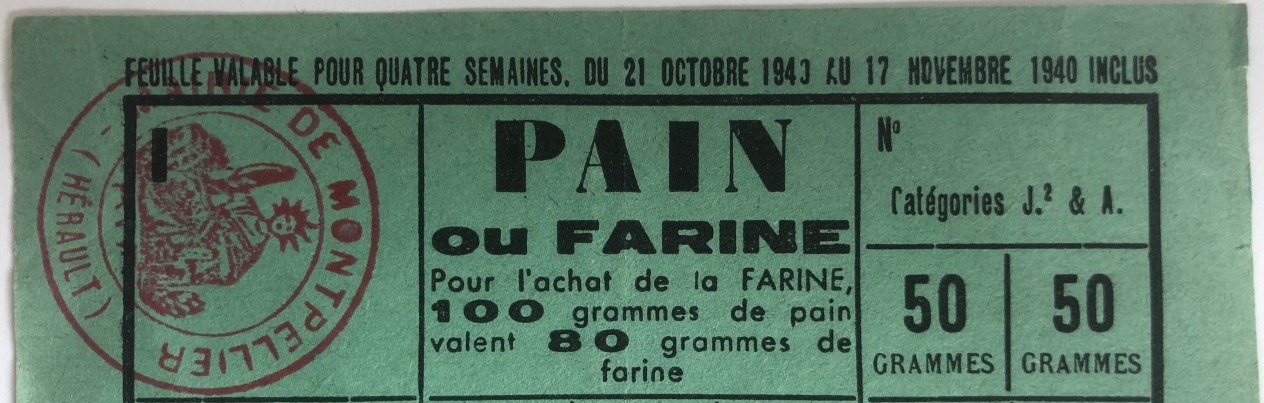 FEUILLE VALABLE POUR QUATRE SEMAINES, DU 21 OCTOBRE 1940 AU 17 NOVEMBRE 1940 INCLUS
MAIRIE DE MONTPELLIER
(HÉRAULT)
I
PAIN
ou FARINE
Pour l'achat de la FARINE,
100 grammes de pain
valent 80 grammes de
farine
Nº
Catégories J.² & A.
50 50
GRAMMES GRAMMES